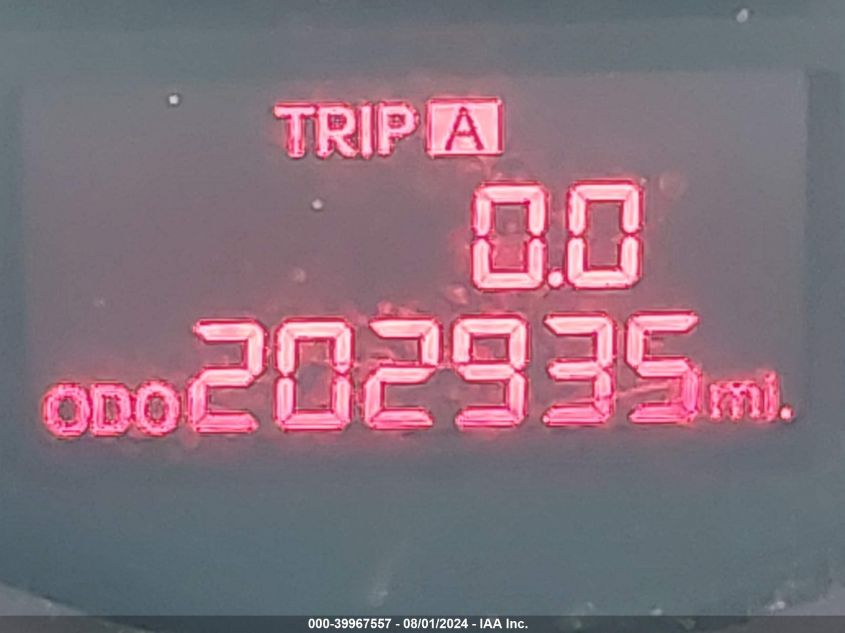 TRIP A
0.0
ODO 202935 mi.
000-39967557 - 08/01/2024 - IAA Inc.